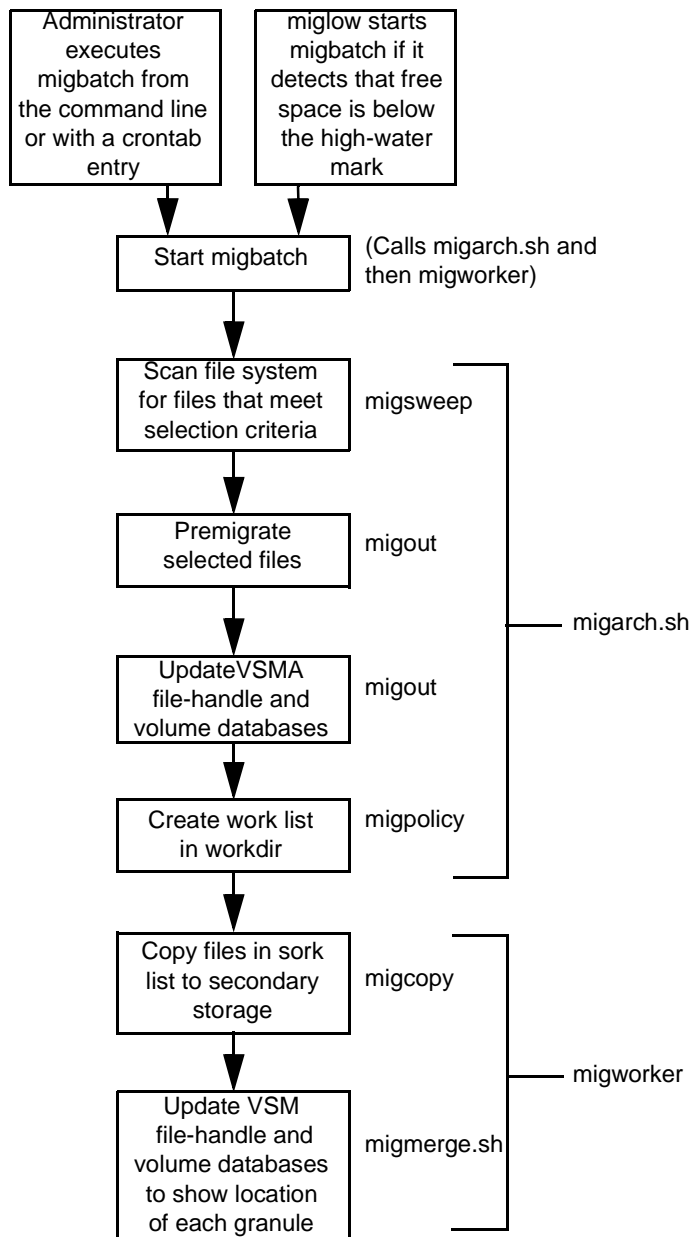 Administrator
executes
migbatch from
the command line
or with a crontab
entry
miglow starts
migbatch if it
detects that free
space is below
the high-water
mark
Start migbatch
(Calls migarch.sh and
then migworker)
Scan file system
for files that meet
selection criteria
migsweep
Premigrate
selected files
migout
migarch.sh
UpdateVSMA
file-handle and
volume databases
migout
Create work list
in workdir
migpolicy
Copy files in sork
list to secondary
storage
migcopy
migworker
Update VSM
file-handle and
volume databases
to show location
of each granule
migmerge.sh